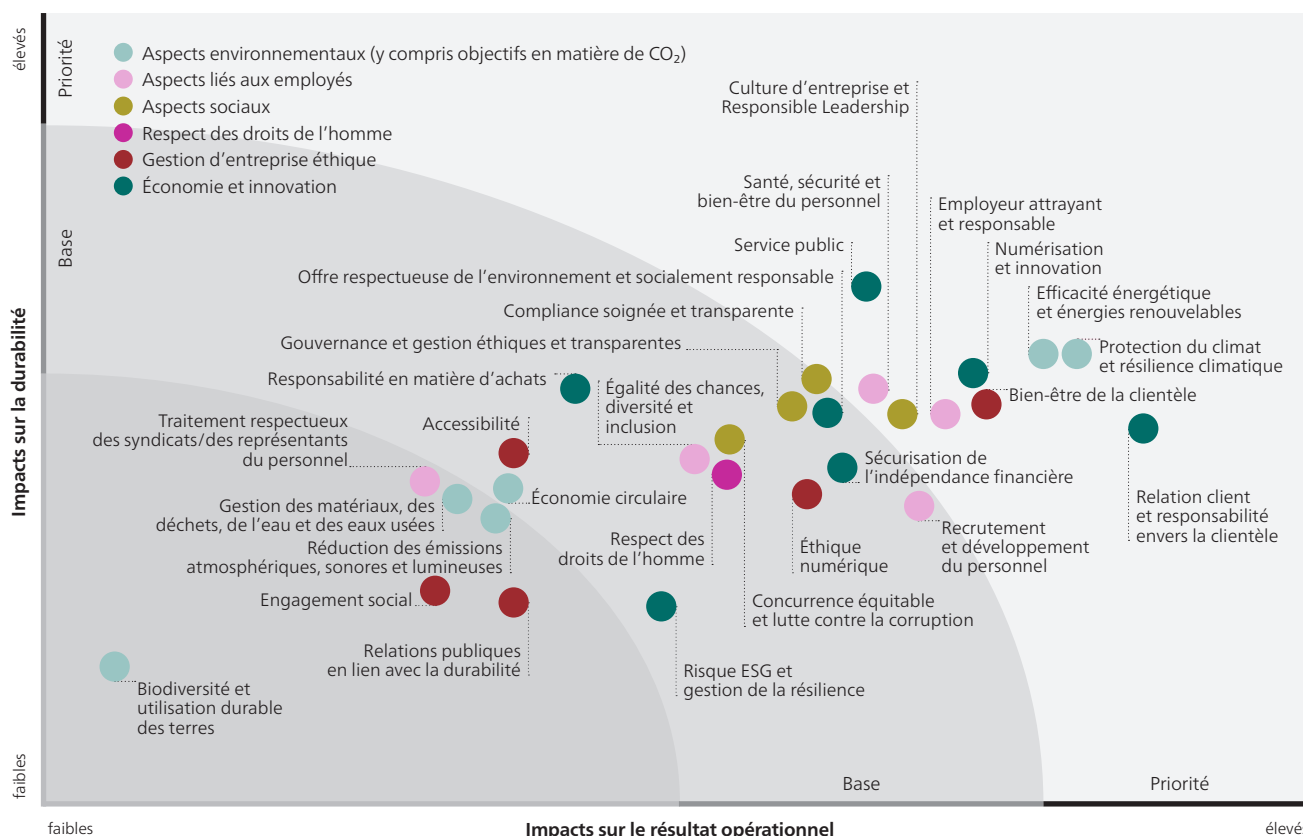 élevés
Priorité
Base
Impacts sur la durabilité
faibles
Aspects environnementaux (y compris objectifs en matière de CO₂)
Aspects liés aux employés
Aspects sociaux
Respect des droits de l'homme
Gestion d'entreprise éthique
Économie et innovation
Culture d'entreprise et
Responsible Leadership
Santé, sécurité et
bien-être du personnel
Employeur attrayant
et responsable
Service public
Numérisation
et innovation
Offre respectueuse de l'environnement et socialement responsable
Efficacité énergétique
et énergies renouvelables
Compliance soignée et transparente
Gouvernance et gestion éthiques et transparentes
Protection du climat
et résilience climatique
Responsabilité en matière d'achats
Égalité des chances,
diversité et
inclusion
Bien-être de la clientèle
Traitement respectueux
des syndicats/des représentants
du personnel
Accessibilité
Sécurisation de
l'indépendance financière
Gestion des matériaux, des
déchets, de l'eau et des eaux usées
Économie circulaire
Relation client
et responsabilité
envers la clientèle
Réduction des émissions
atmosphériques, sonores et lumineuses
Respect des
droits de l'homme
Éthique
numérique
Recrutement
et développement
du personnel
Engagement social
Concurrence équitable
et lutte contre la corruption
Relations publiques
en lien avec la durabilité
Risque ESG et
gestion de la résilience
Biodiversité et
utilisation durable
des terres
Base
Priorité
faibles
Impacts sur le résultat opérationnel
élevé